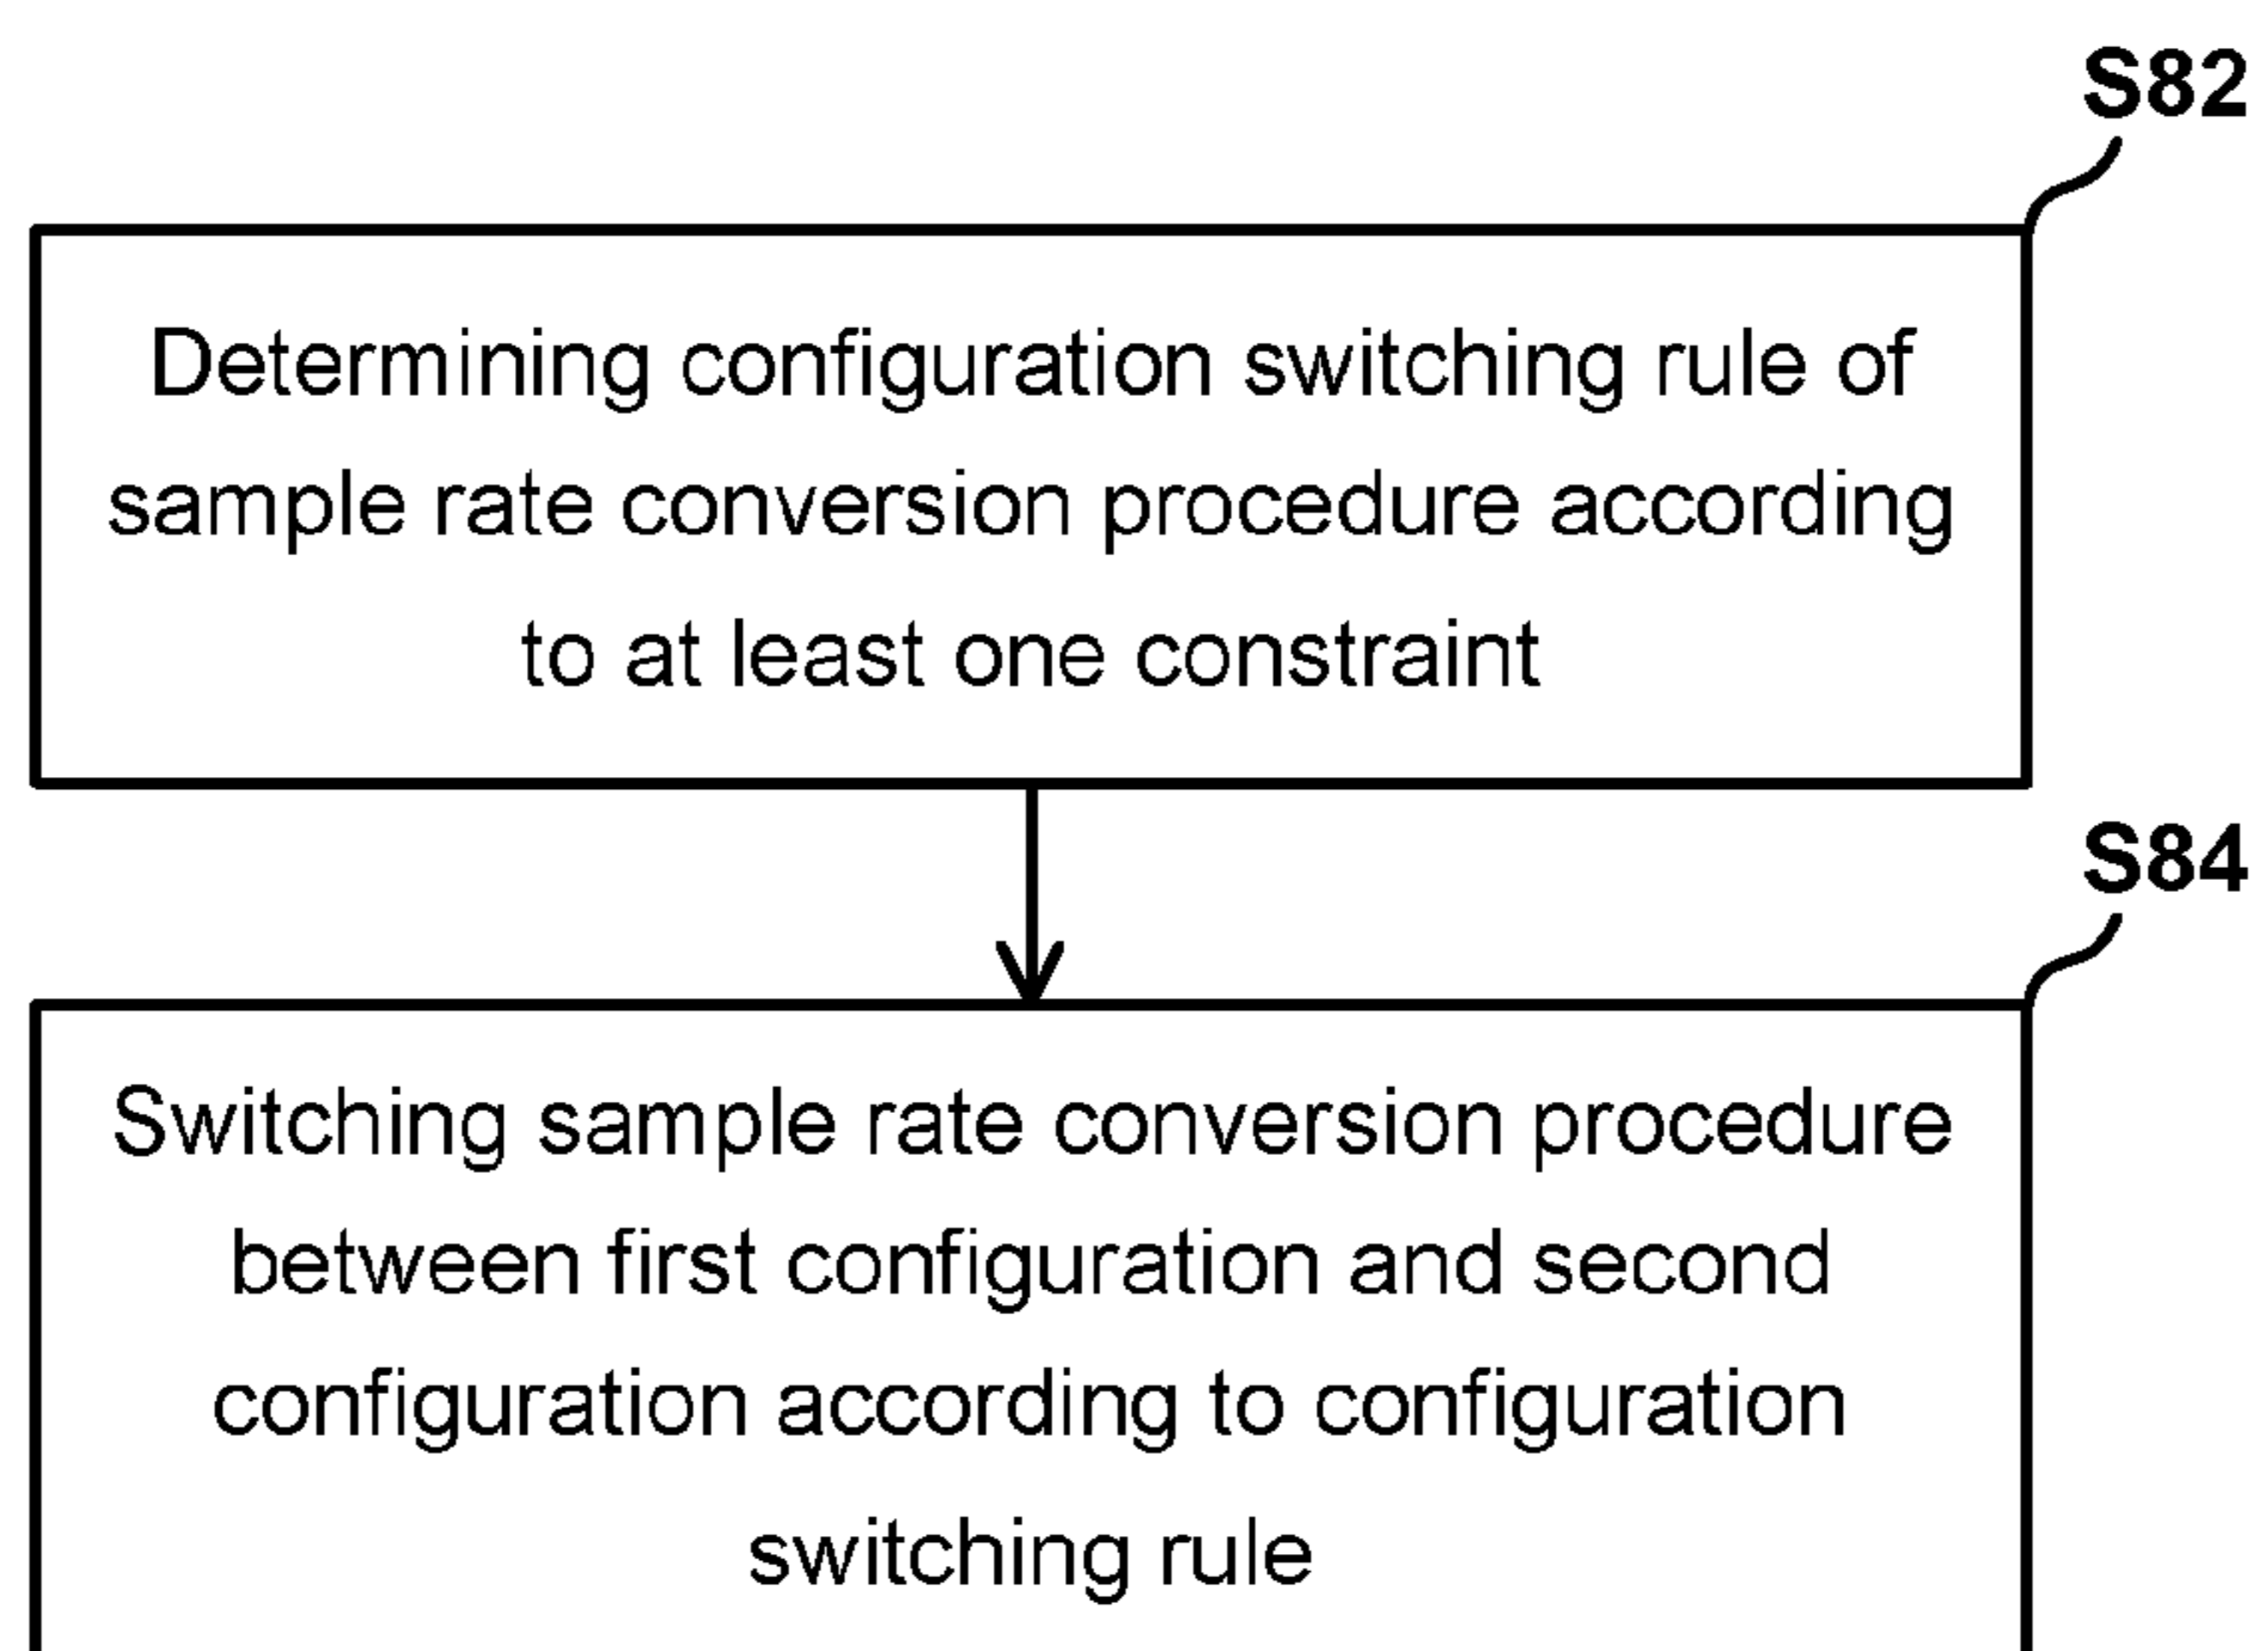 S82
Determining configuration switching rule of
sample rate conversion procedure according
to at least one constraint
S84
Switching sample rate conversion procedure
between first configuration and second
configuration according to configuration
switching rule